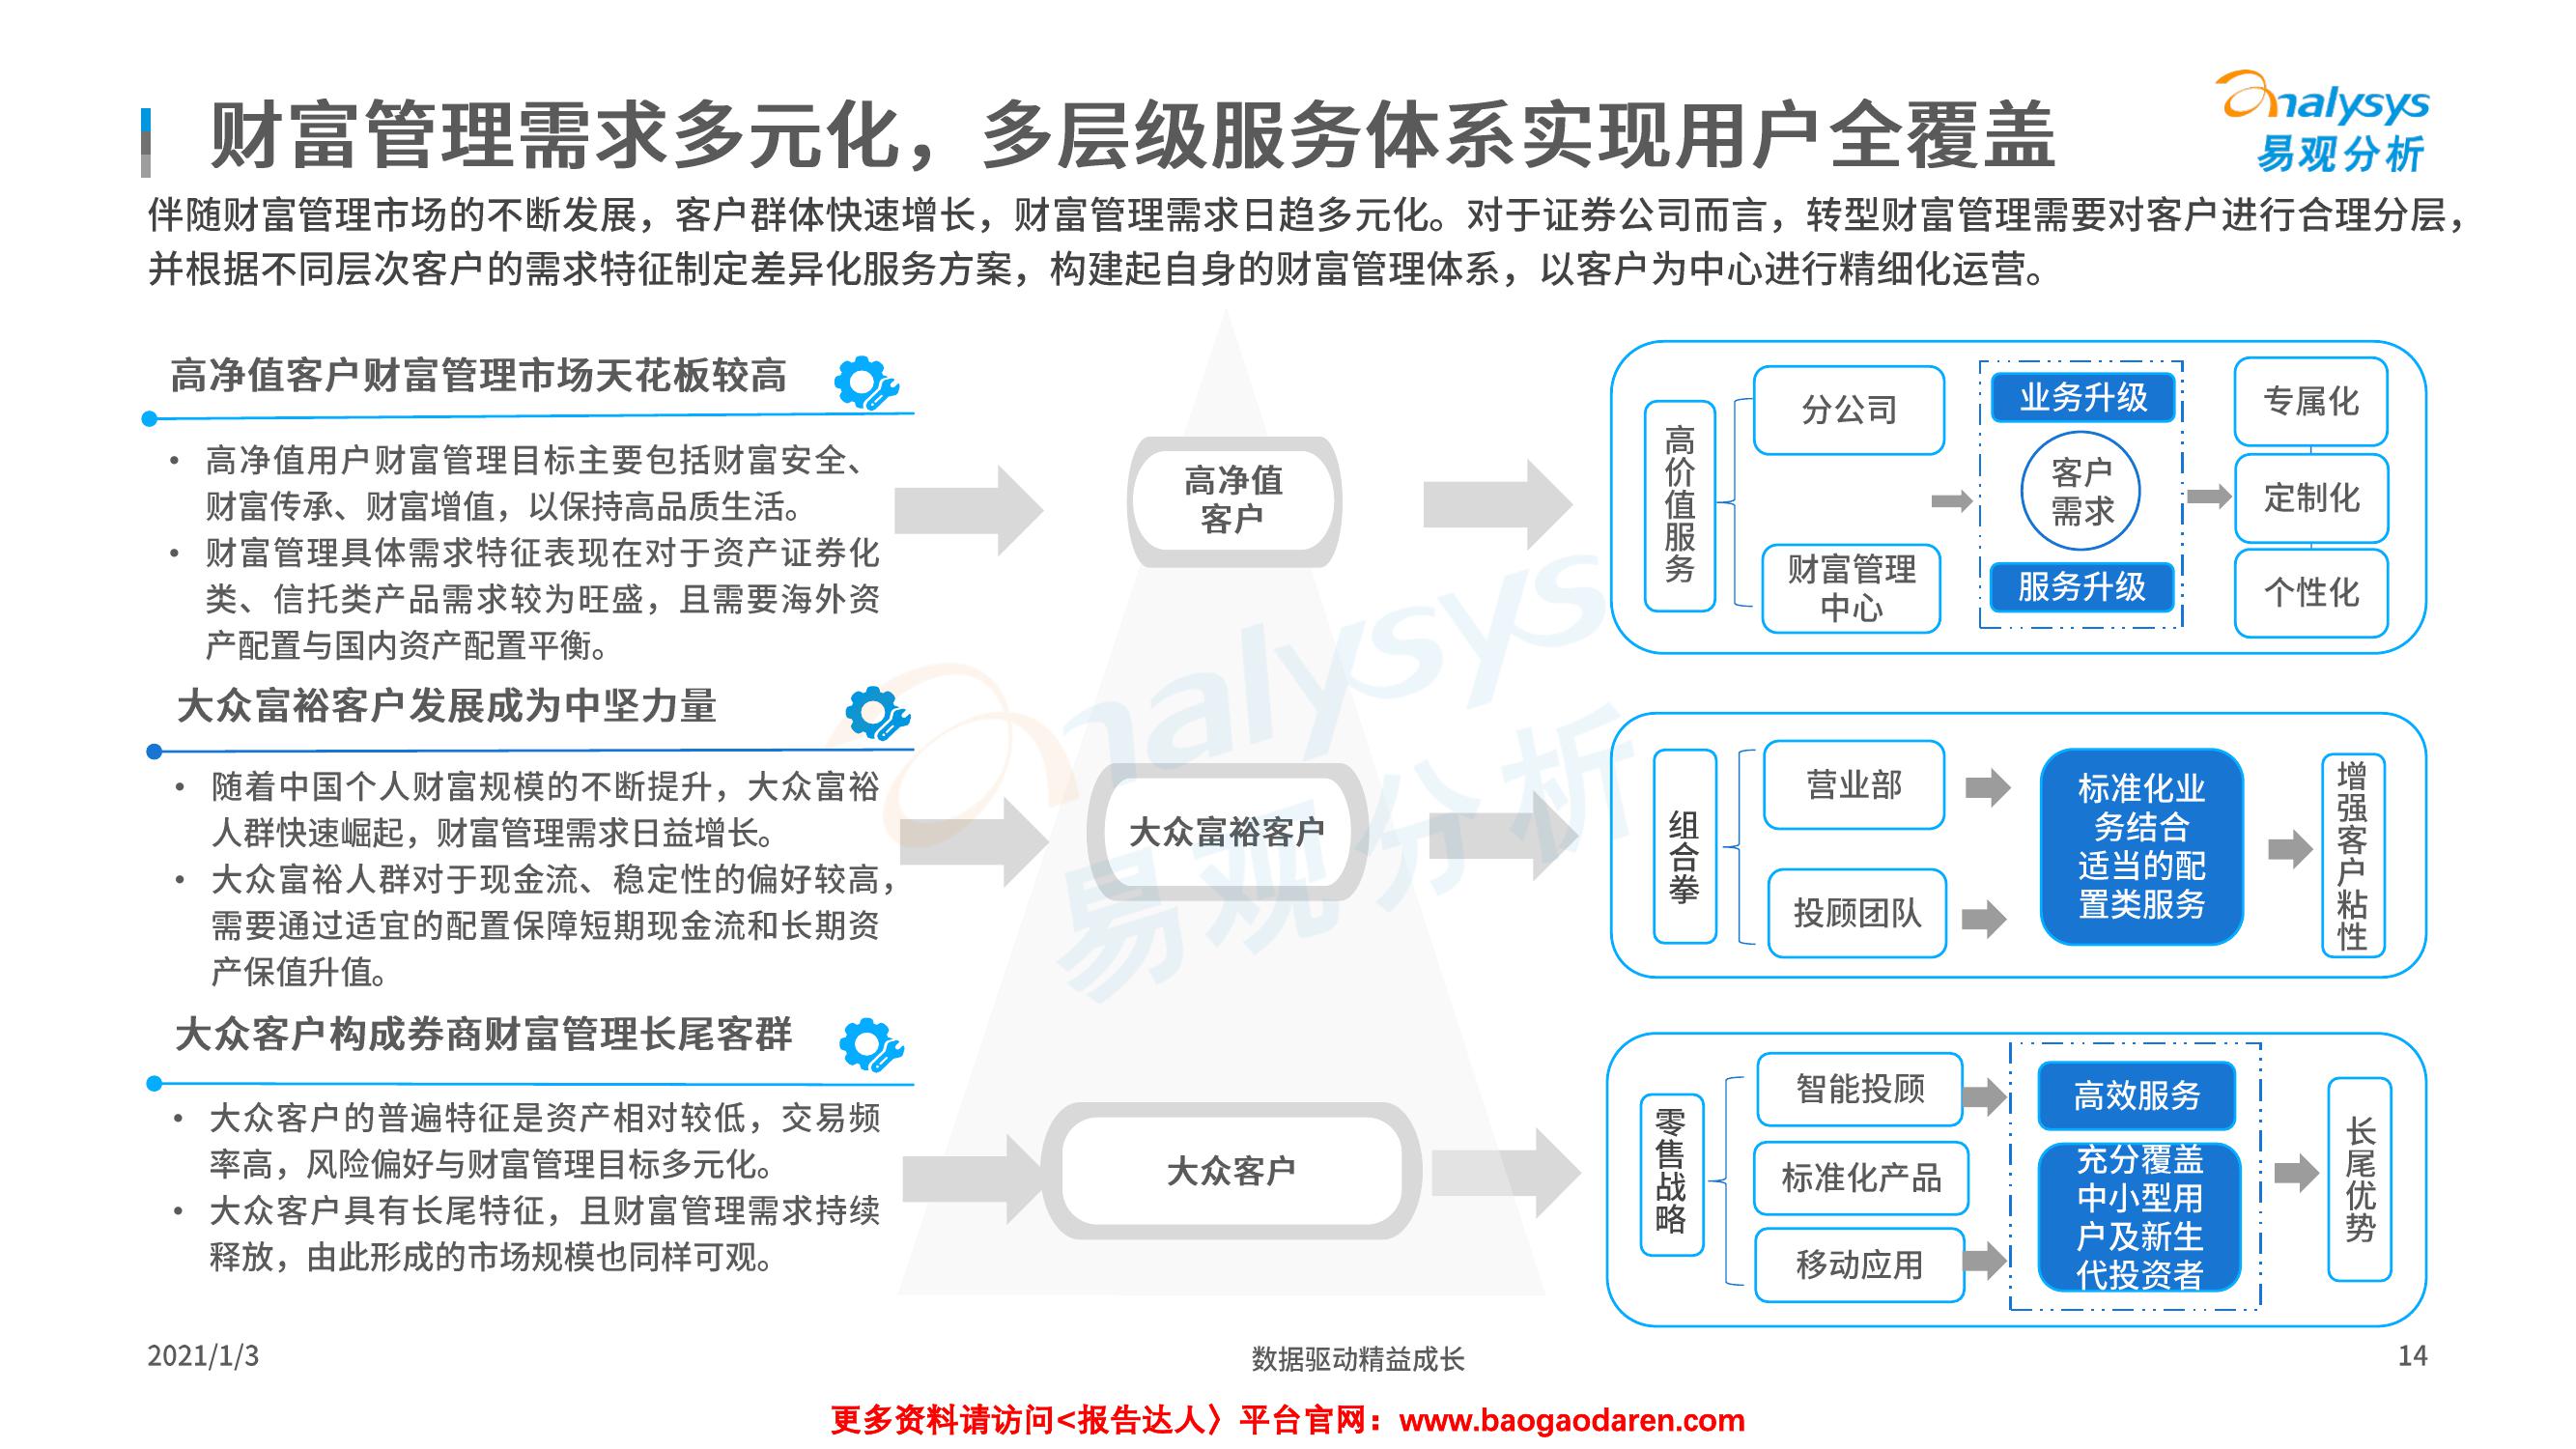 财富管理需求多元化，多层级服务体系实现用户全覆盖
analysys
易观分析
伴随财富管理市场的不断发展，客户群体快速增长，财富管理需求日趋多元化。对于证券公司而言，转型财富管理需要对客户进行合理分层，
并根据不同层次客户的需求特征制定差异化服务方案，构建起自身的财富管理体系，以客户为中心进行精细化运营。
高净值客户财富管理市场天花板较高
• 高净值用户财富管理目标主要包括财富安全、
财富传承、财富增值，以保持高品质生活。
• 财富管理具体需求特征表现在对于资产证券化
类、信托类产品需求较为旺盛，且需要海外资
产配置与国内资产配置平衡。
高净值
客户
高价值服务
分公司
财富管理
中心
业务升级
客户
需求
服务升级
专属化
定制化
个性化
大众富裕客户发展成为中坚力量
• 随着中国个人财富规模的不断提升，大众富裕
人群快速崛起，财富管理需求日益增长。
• 大众富裕人群对于现金流、稳定性的偏好较高，
需要通过适宜的配置保障短期现金流和长期资
产保值升值。
大众富裕客户
组合拳
营业部
投顾团队
标准化业
务结合
适当的配
置类服务
增强客户粘性
大众客户构成券商财富管理长尾客群
• 大众客户的普遍特征是资产相对较低，交易频
率高，风险偏好与财富管理目标多元化。
• 大众客户具有长尾特征，且财富管理需求持续
释放，由此形成的市场规模也同样可观。
大众客户
零售战略
智能投顾
标准化产品
移动应用
高效服务
充分覆盖
中小型用
户及新生
代投资者
长尾优势
analysys
易观分析
2021/1/3
数据驱动精益成长
14
更多资料请访问<报告达人〉平台官网：www.baogaodaren.com